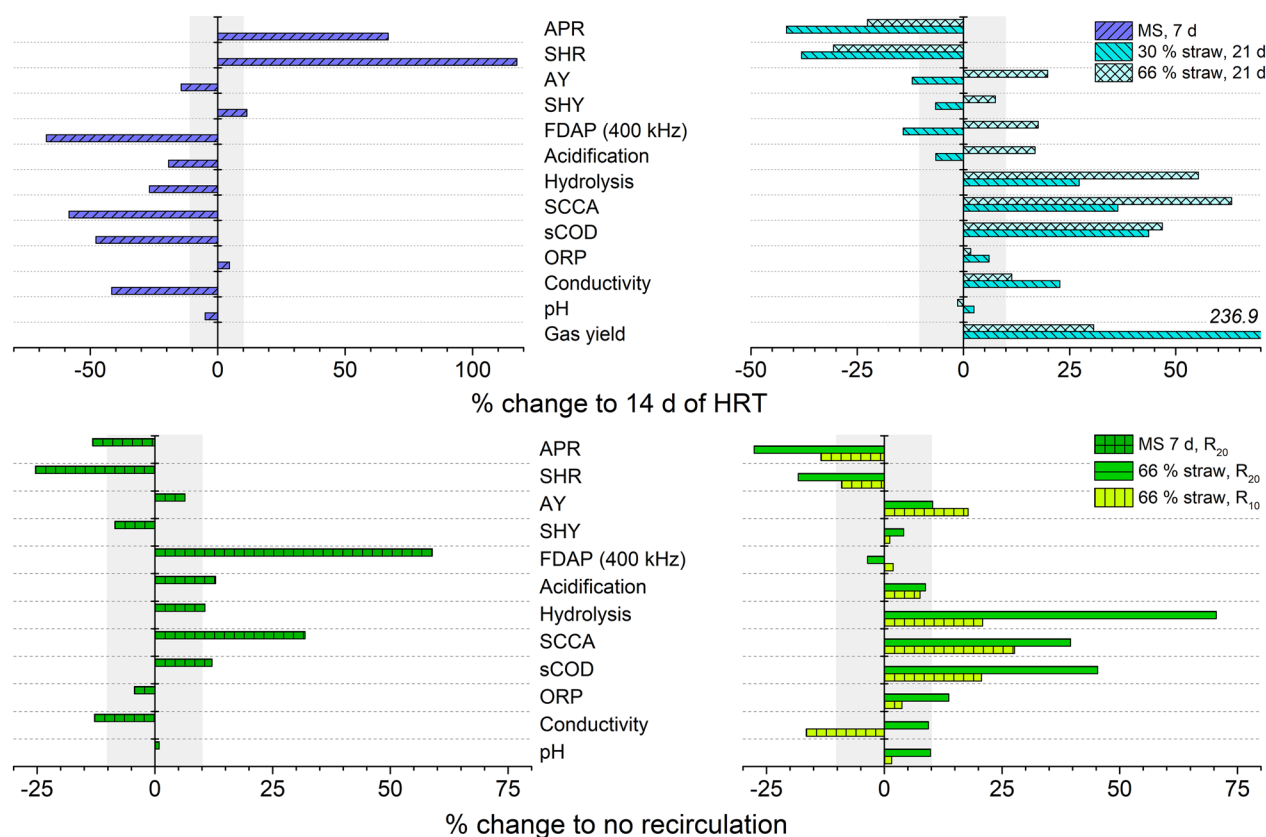 APR
SHR
AY
SHY
FDAP (400 kHz)
Acidification
Hydrolysis
SCCA
sCOD
ORP
Conductivity
pH
Gas yield
MS, 7 d
30 % straw, 21 d
66 % straw, 21 d
236.9
-50 0 50 100
-50 -25 0 25 50
% change to 14 d of HRT
APR
SHR
AY
SHY
FDAP (400 kHz)
Acidification
Hydrolysis
SCCA
sCOD
ORP
Conductivity
pH
MS 7 d, R20
66 % straw, R20
66 % straw, R10
-25 0 25 50 75
-25 0 25 50 75
% change to no recirculation